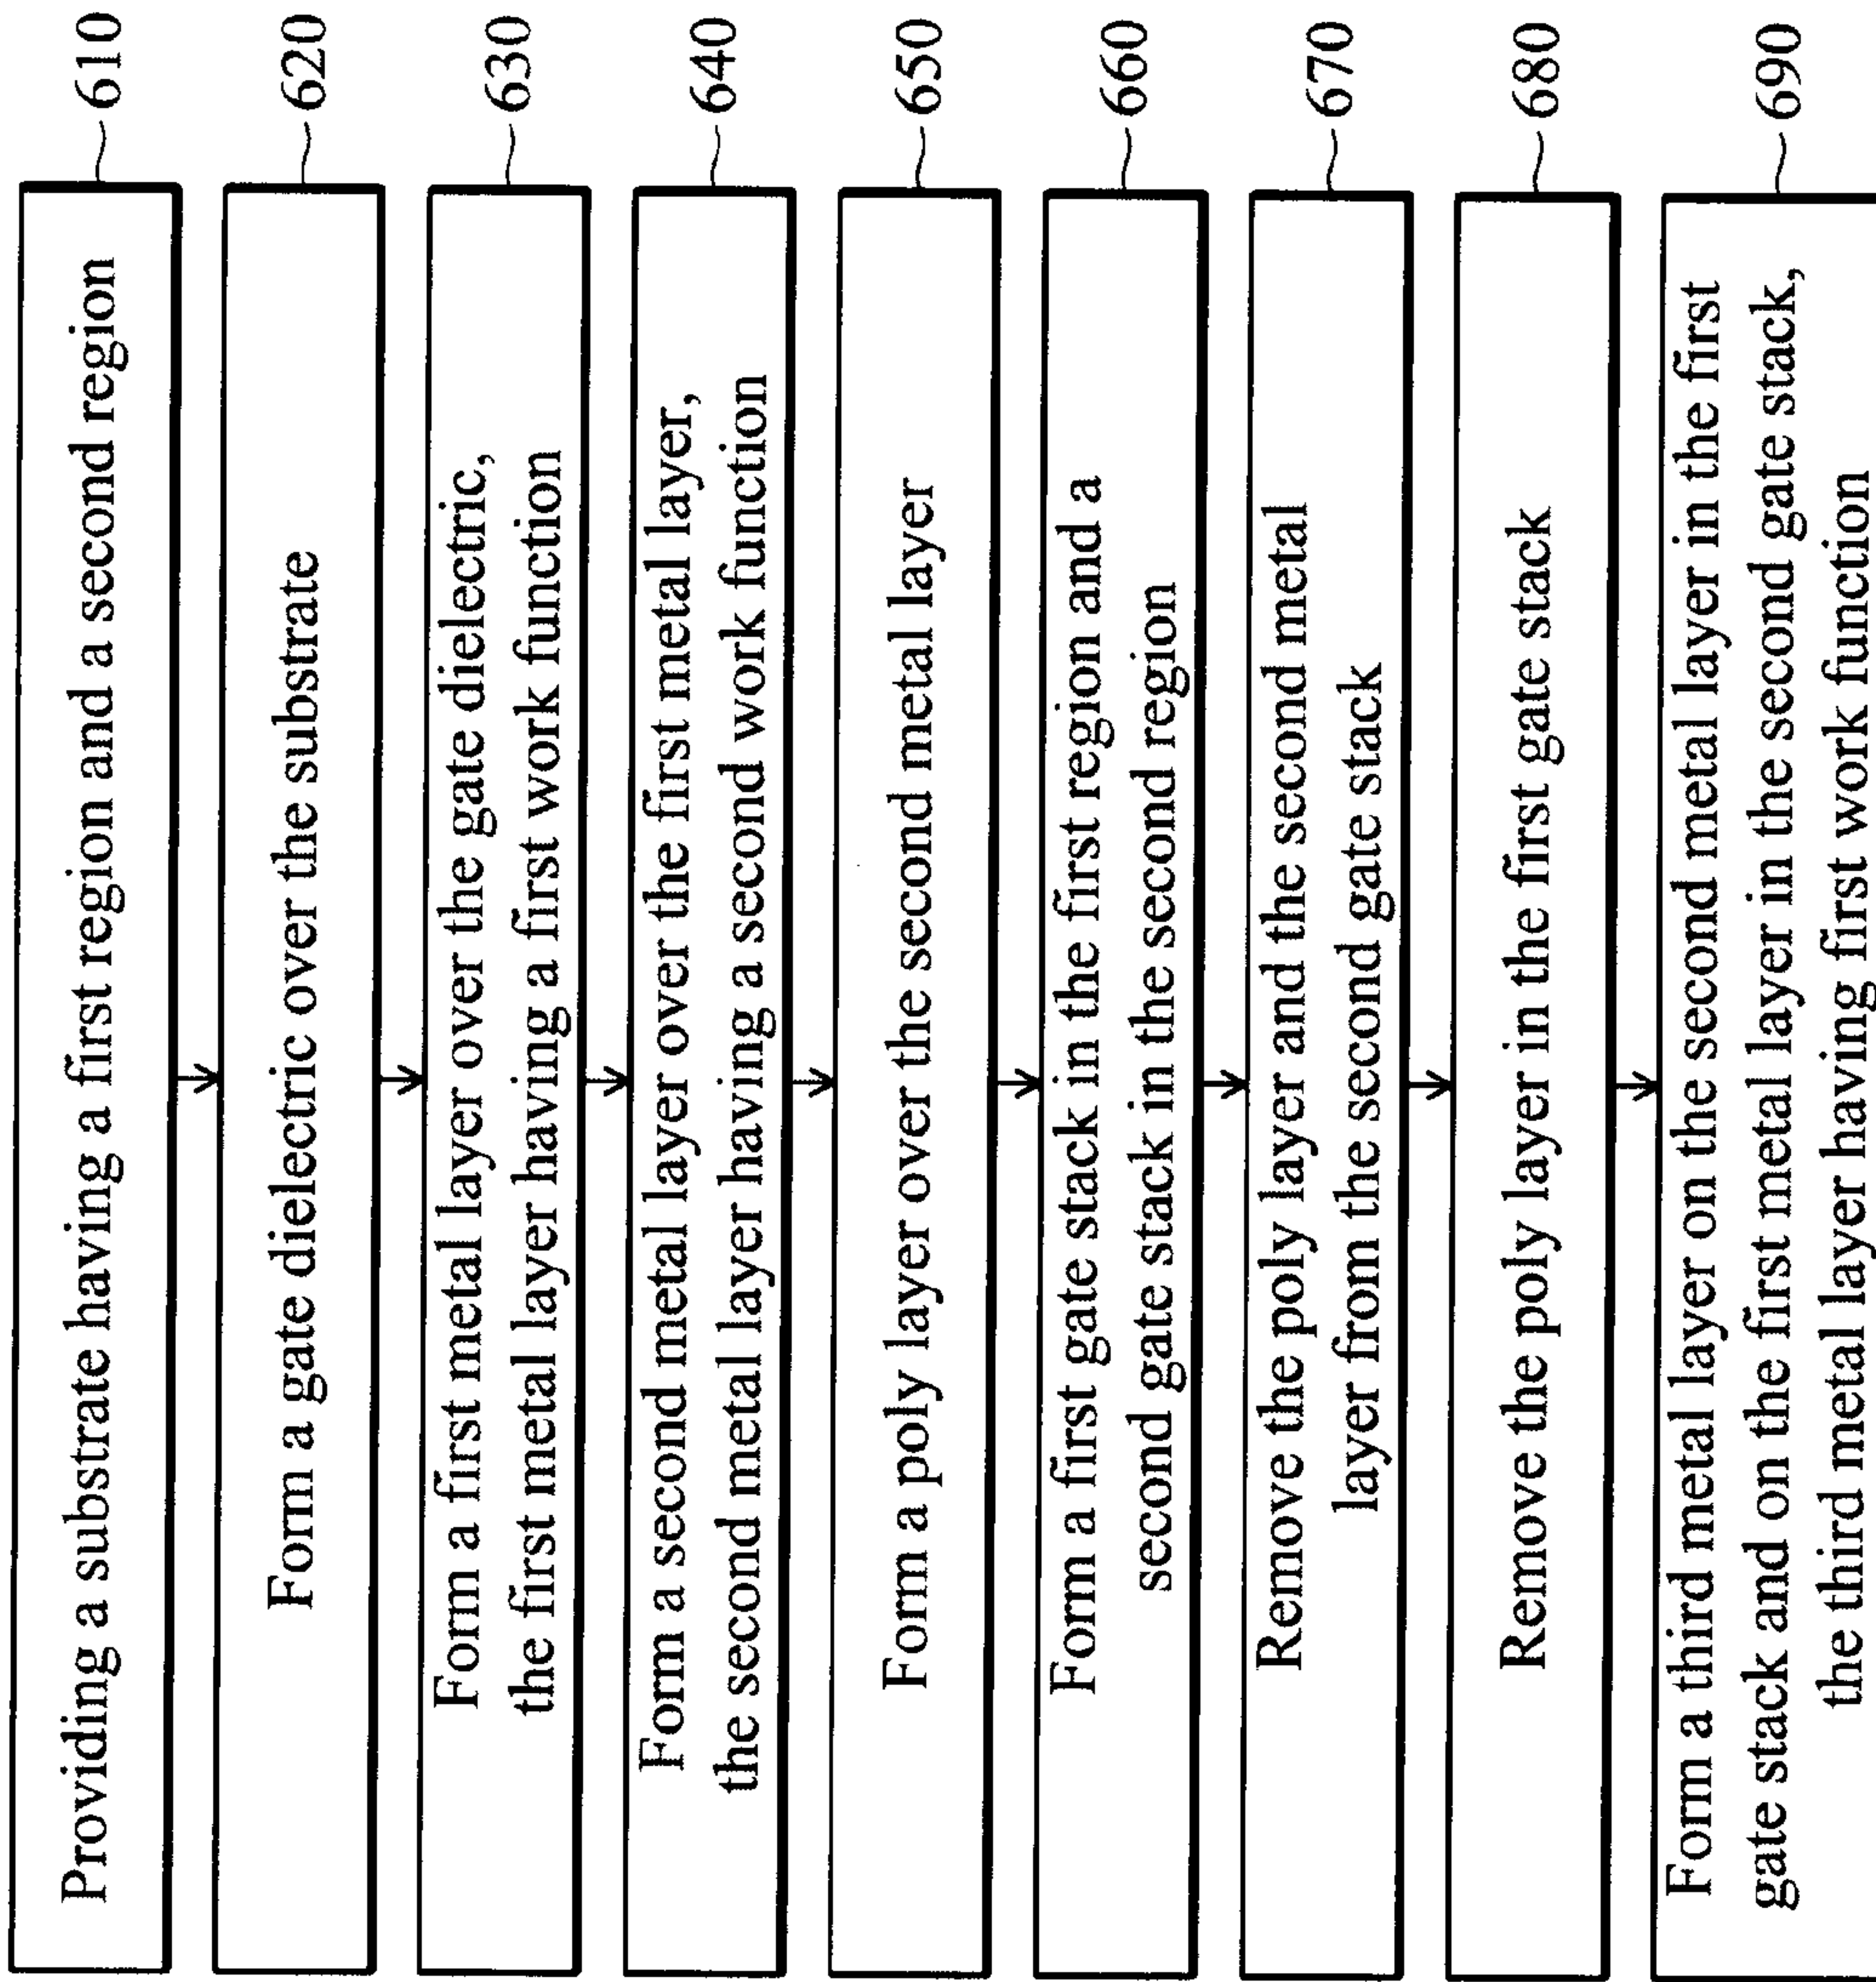 Providing a substrate having a first region and a second region
610
Form a gate dielectric over the substrate
620
Form a first metal layer over the gate dielectric,
the first metal layer having a first work function
630
Form a second metal layer over the first metal layer,
the second metal layer having a second work function
640
Form a poly layer over the second metal layer
650
Form a first gate stack in the first region and a
second gate stack in the second region
660
Remove the poly layer and the second metal
layer from the second gate stack
670
Remove the poly layer in the first gate stack
680
Form a third metal layer on the second metal layer in the first
gate stack and on the first metal layer in the second gate stack,
the third metal layer having first work function
690